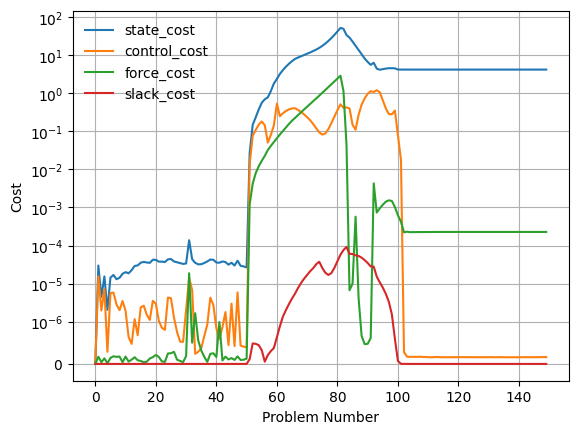 state_cost
control_cost
force_cost
slack_cost
Cost
10²
10¹
10⁰
10⁻¹
10⁻²
10⁻³
10⁻⁴
10⁻⁵
10⁻⁶
0
0 20 40 60 80 100 120 140
Problem Number